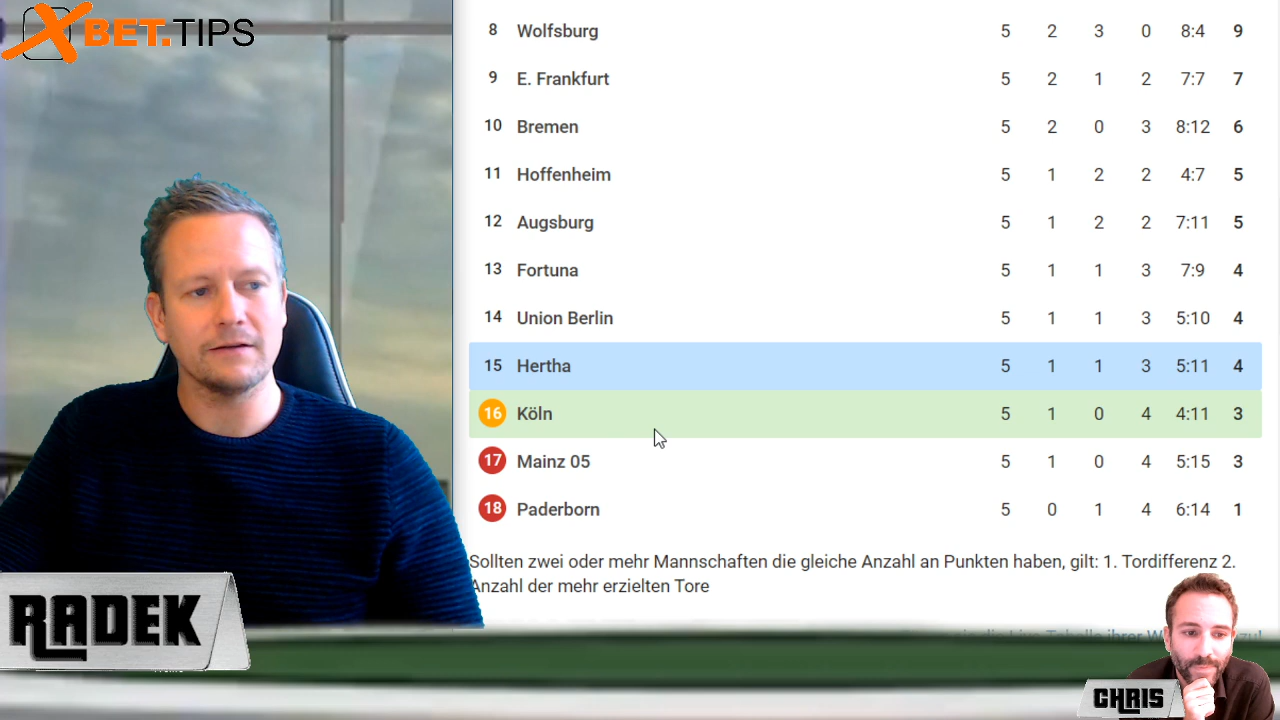 XBET.TIPS
8 Wolfsburg 5 2 3 0 8:4 9
9 E. Frankfurt 5 2 1 2 7:7 7
10 Bremen 5 2 0 3 8:12 6
11 Hoffenheim 5 1 2 2 4:7 5
12 Augsburg 5 1 2 2 7:11 5
13 Fortuna 5 1 1 3 7:9 4
14 Union Berlin 5 1 1 3 5:10 4
15 Hertha 5 1 1 3 5:11 4
16 Köln 5 1 0 4 4:11 3
17 Mainz 05 5 1 0 4 5:15 3
18 Paderborn 5 0 1 4 6:14 1
Sollten zwei oder mehr Mannschaften die gleiche Anzahl an Punkten haben, gilt: 1. Tordifferenz 2.
Anzahl der mehr erzielten Tore
RADEK
CHRIS